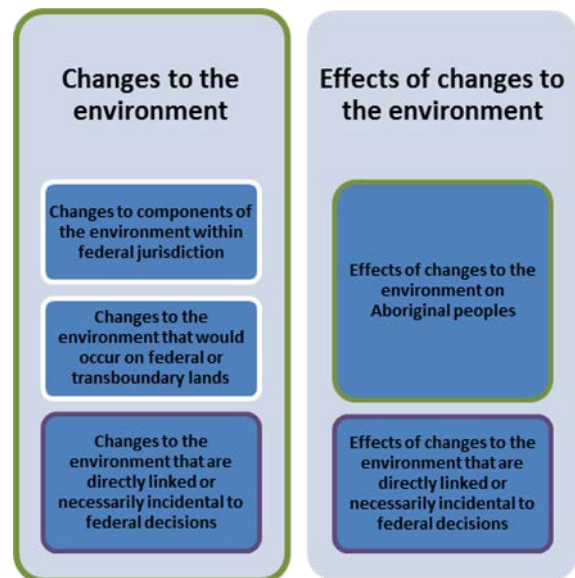 Changes to the
environment
Changes to components of
the environment within
federal jurisdiction
Changes to the
environment that would
occur on federal or
transboundary lands
Changes to the
environment that are
directly linked or
necessarily incidental to
federal decisions
Effects of changes to
the environment
Effects of changes to the
environment on
Aboriginal peoples
Effects of changes to the
environment that are
directly linked or
necessarily incidental to
federal decisions